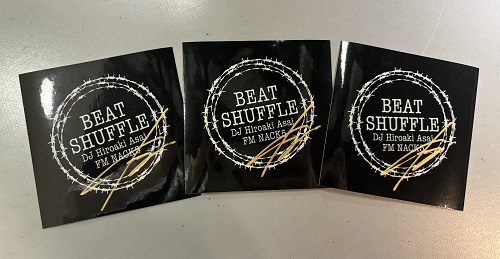 BEAT
SHUFFLE
DJ Hiroaki Asai
FM NACK5
BEAT
SHUFFLE
DJ Hiroaki Asai
FM NACK5
BEAT
SHUFFLE
DJ Hiroaki Asai
FM NACK5